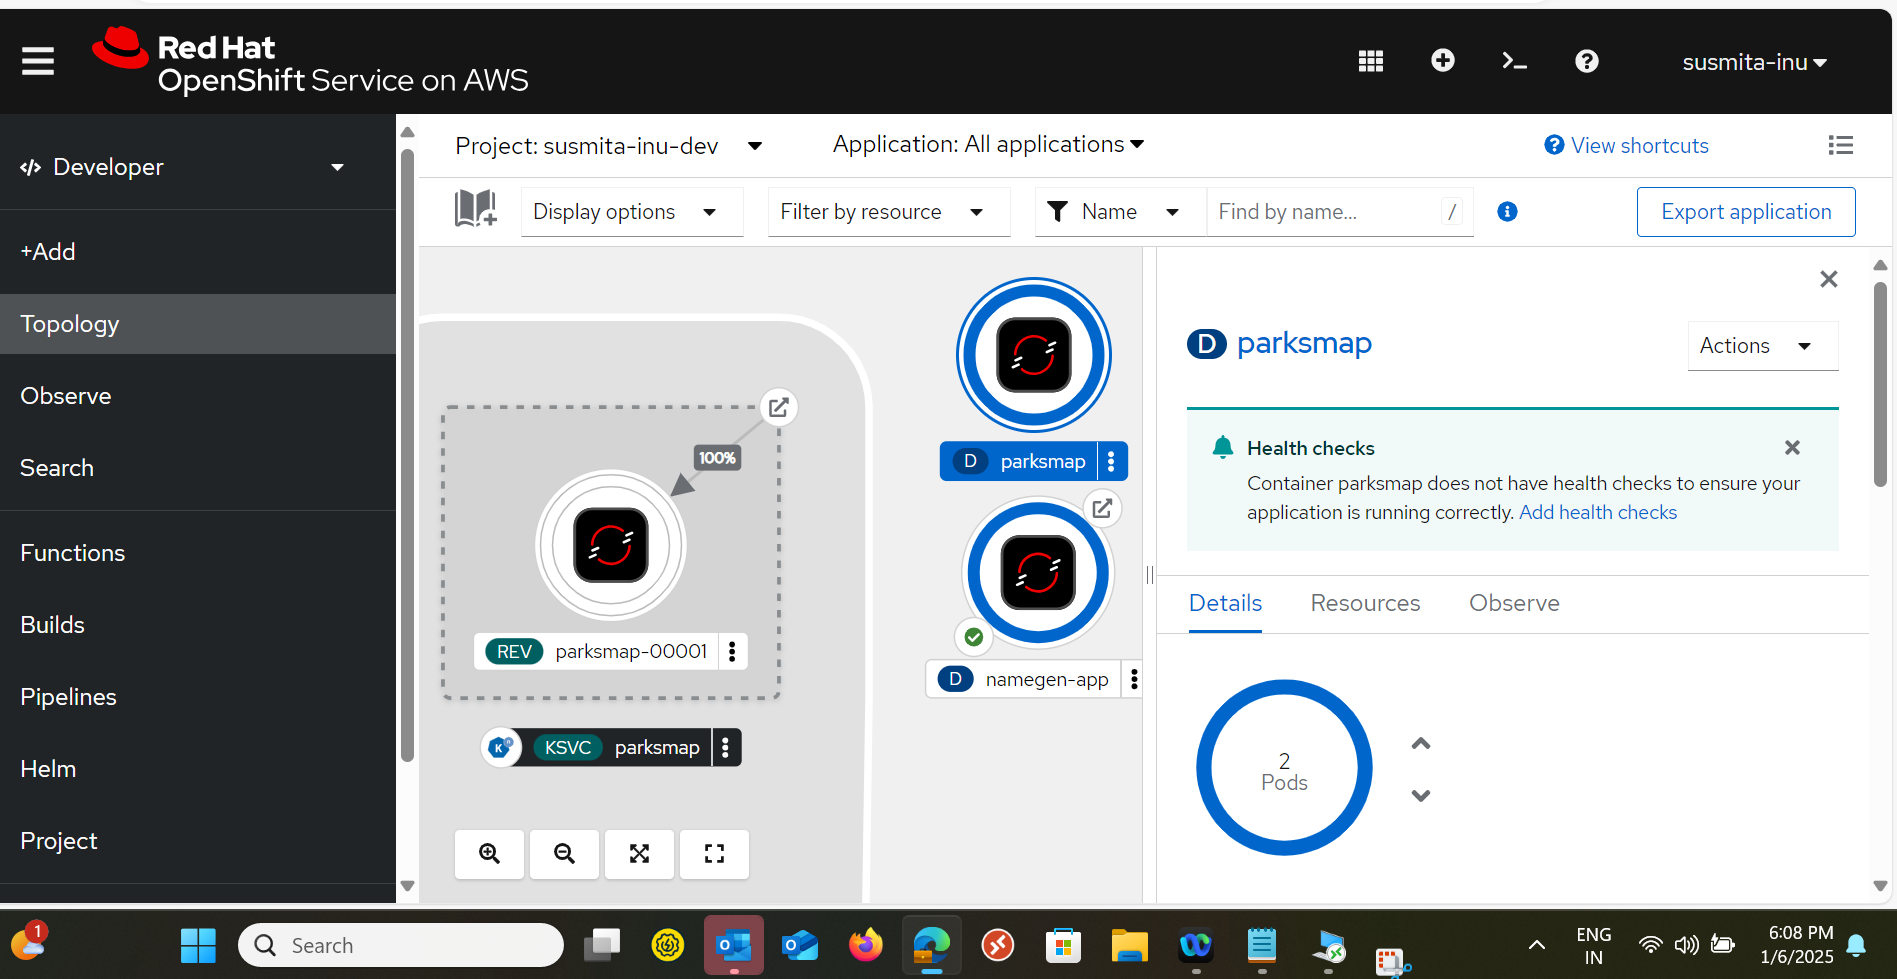 Red Hat
OpenShift Service on AWS
susmita-inu
Developer
+Add
Topology
Observe
Search
Functions
Builds
Pipelines
Helm
Project
Project: susmita-inu-dev
Application: All applications
View shortcuts
Display options
Filter by resource
Name
Find by name...
/
Export application
100%
REV parksmap-00001
KSVC parksmap
D parksmap
D namegen-app
D parksmap
Actions
Health checks
Container parksmap does not have health checks to ensure your
application is running correctly. Add health checks
Details
Resources
Observe
2
Pods
1
Search
ENG
IN
6:08 PM
1/6/2025